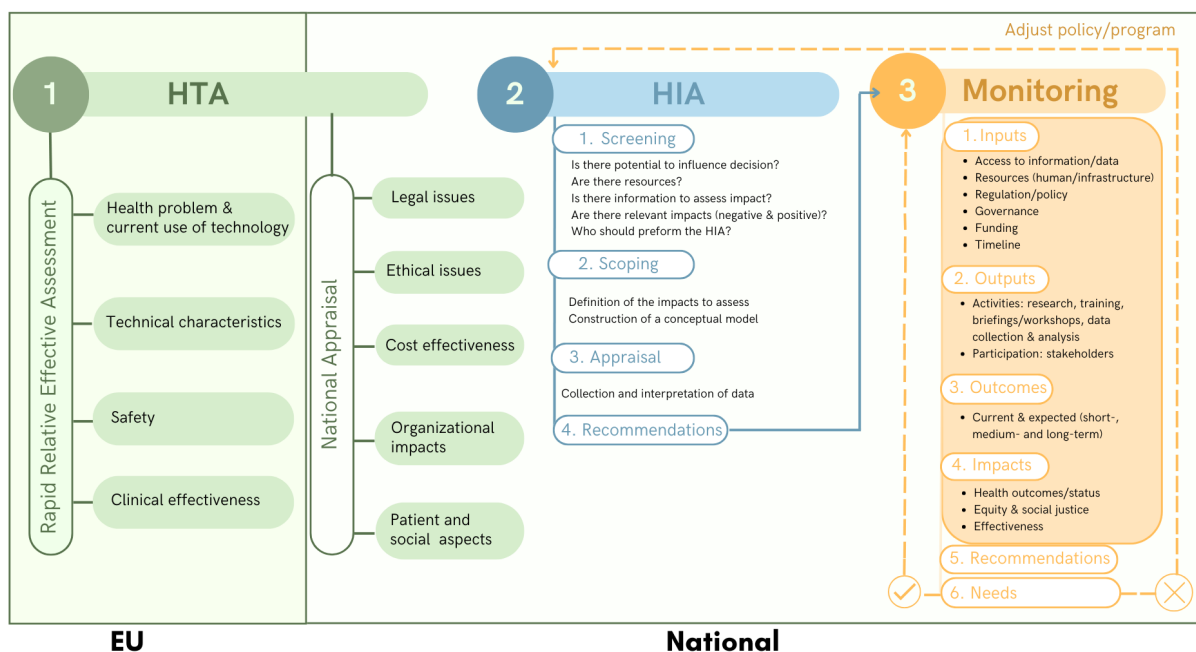 Adjust policy/program
1
HTA
2
HIA
3
Monitoring
Rapid Relative Effective Assessment
Health problem &
current use of technology
Technical characteristics
Safety
Clinical effectiveness
National Appraisal
Legal issues
Ethical issues
Cost effectiveness
Organizational
impacts
Patient and
social aspects
1. Screening
Is there potential to influence decision?
Are there resources?
Is there information to assess impact?
Are there relevant impacts (negative & positive)?
Who should preform the HIA?
2. Scoping
Definition of the impacts to assess
Construction of a conceptual model
3. Appraisal
Collection and interpretation of data
4. Recommendations
1. Inputs
• Access to information/data
• Resources (human/infrastructure)
• Regulation/policy
• Governance
• Funding
• Timeline
2. Outputs
• Activities: research, training,
briefings/workshops, data
collection & analysis
• Participation: stakeholders
3. Outcomes
• Current & expected (short-,
medium- and long-term)
4. Impacts
• Health outcomes/status
• Equity & social justice
• Effectiveness
5. Recommendations
6. Needs
EU
National